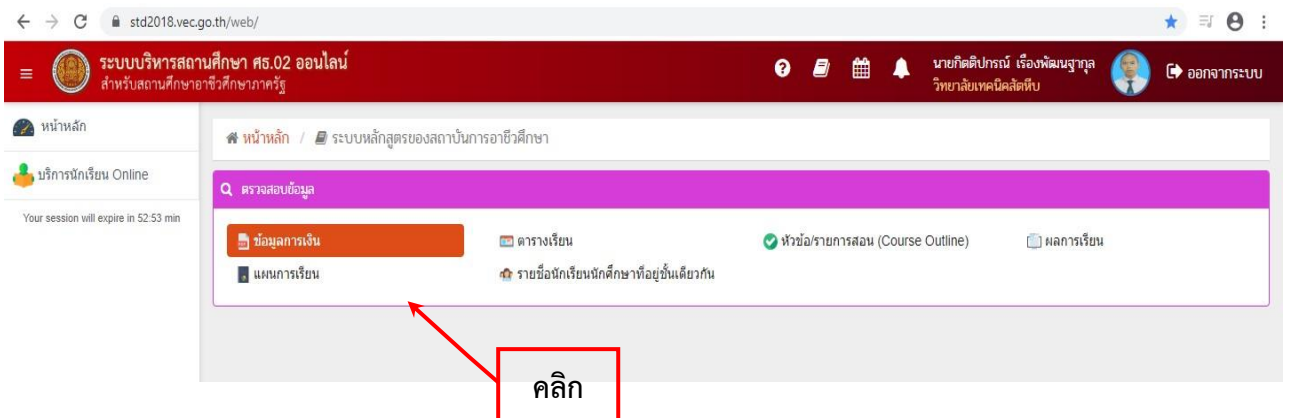 std2018.vec.go.th/web/
ระบบบริหารสถานศึกษา ศธ.02 ออนไลน์
สำหรับสถานศึกษาอาชีวศึกษาภาครัฐ
นายกิตติปกรณ์ เรืองพัฒนฐากุล
วิทยาลัยเทคนิคสัตหีบ
ออกจากระบบ
หน้าหลัก
บริการนักเรียน Online
Your session will expire in 52:53 min
หน้าหลัก / ระบบหลักสูตรของสถาบันการอาชีวศึกษา
ตรวจสอบข้อมูล
ข้อมูลการเงิน
ตารางเรียน
หัวข้อ/รายการสอน (Course Outline)
ผลการเรียน
แผนการเรียน
รายชื่อนักเรียนนักศึกษาที่อยู่ชั้นเดียวกัน
คลิก